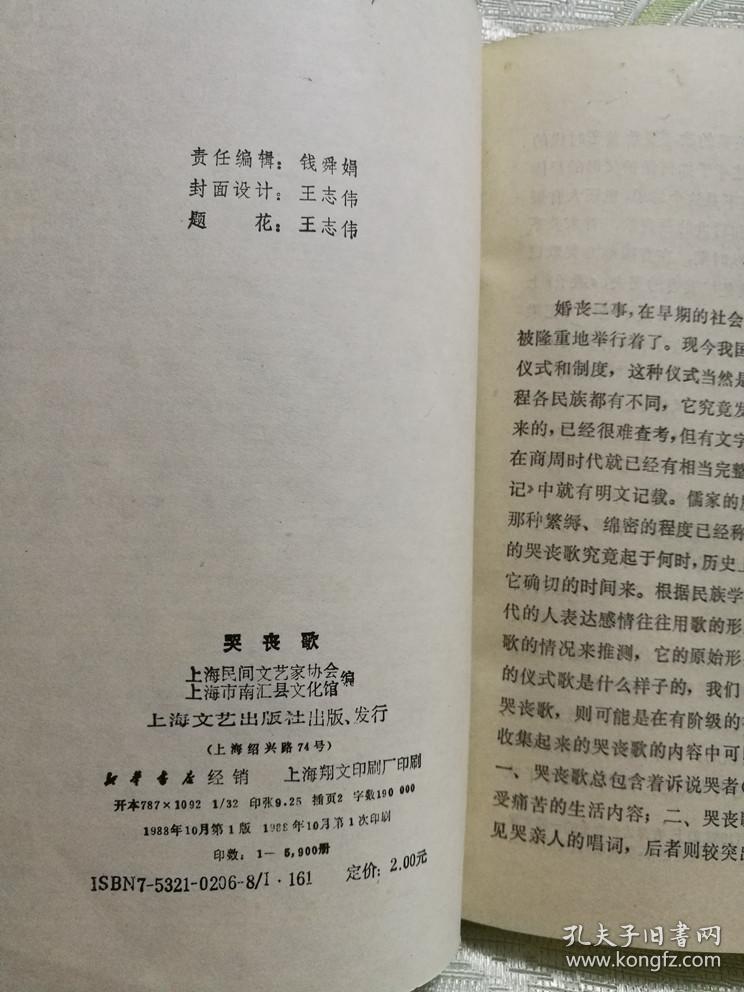 责任编辑：钱舜娟
封面设计：王志伟
题　　花：王志伟
哭丧歌
上海民间文艺家协会
上海市南汇县文化馆编
上海文艺出版社出版、发行
（上海绍兴路74号）
新华书店经销　上海翔文印刷厂印刷
开本787×1092 1/32 印张9.25 插页2 字数190,000
1988年10月第1版 1988年10月第1次印刷
印数：1—5,900册
ISBN7-5321-0206-8/I·161 定价：2.00元
婚丧二事，在早期的社会
被隆重地举行着了。现今我国
仪式和制度，这种仪式当然是
程各民族都有不同，它究竟发
来的，已经很难查考，但有文字
在商周时代就已经有相当完整
记》中就有明文记载。儒家的
那种繁缛、绵密的程度已经称
的哭丧歌究竟起于何时，历史上
它确切的时间来。根据民族学
代的人表达感情往往用歌的形
歌的情况来推测，它的原始形
的仪式歌是什么样子的，我们
哭丧歌，则可能是在有阶级的
收集起来的哭丧歌的内容中可
一、哭丧歌总包含着诉说哭者
受痛苦的生活内容；二、哭丧
见哭亲人的唱词，后者则较突出
孔夫子旧书网
www.kongfz.com